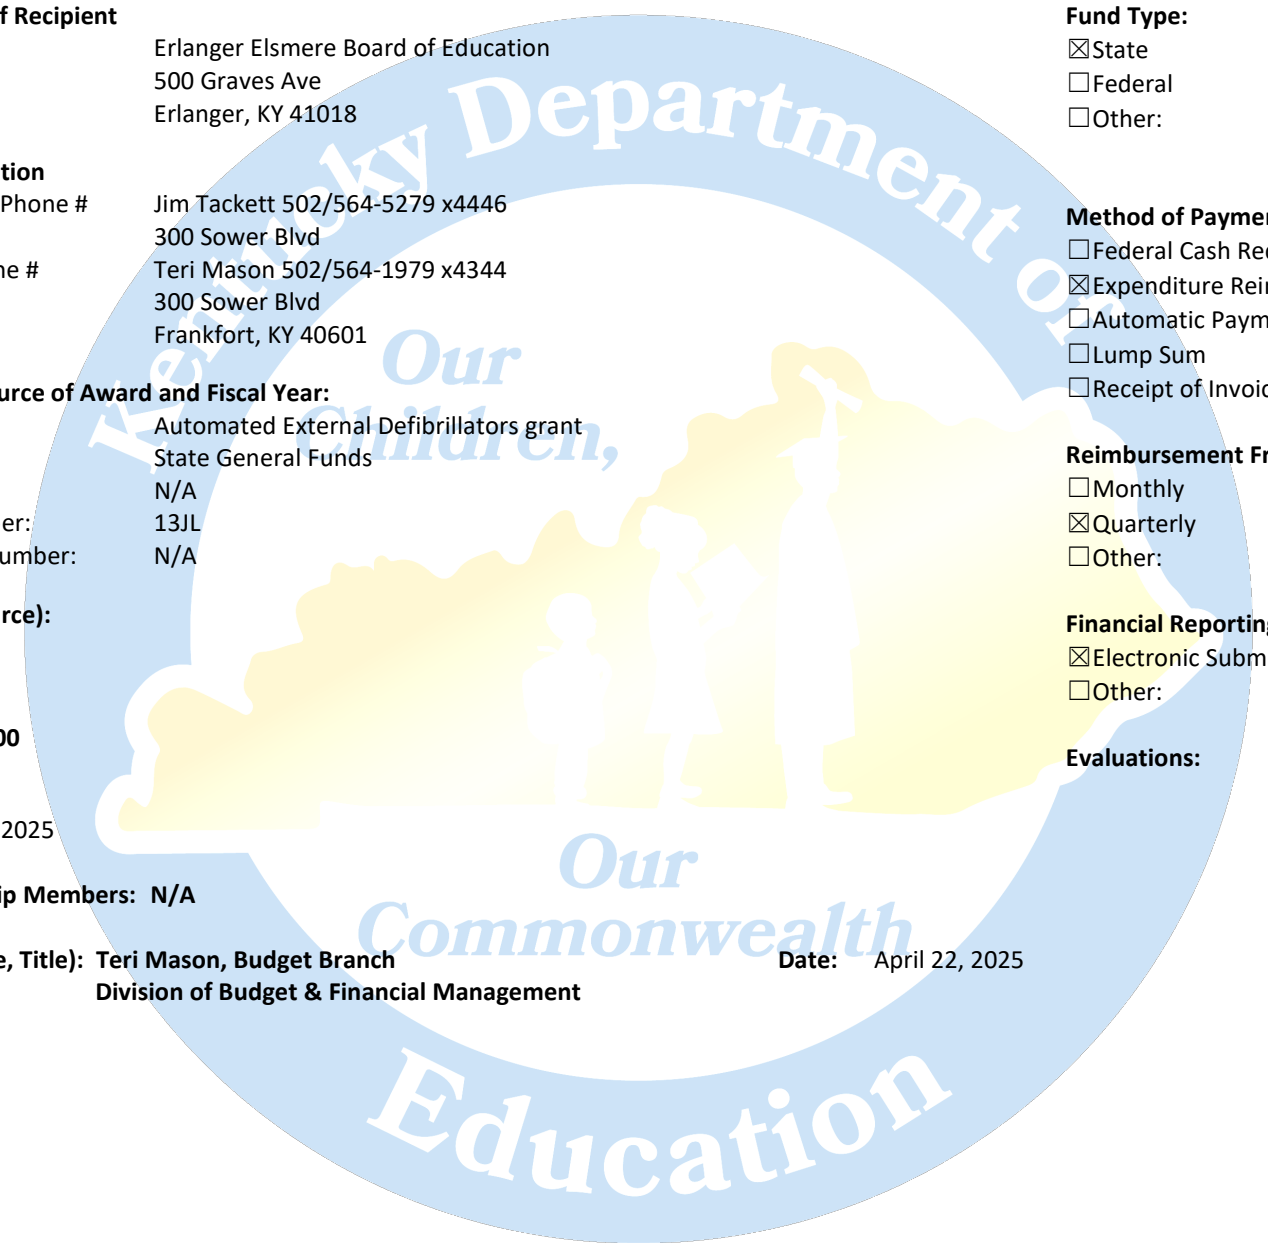 f Recipient
Erlanger Elsmere Board of Education
500 Graves Ave
Erlanger, KY 41018
tion
Phone # Jim Tackett 502/564-5279 x4446
300 Sower Blvd
ne # Teri Mason 502/564-1979 x4344
300 Sower Blvd
Frankfort, KY 40601
urce of Award and Fiscal Year:
Automated External Defibrillators grant
State General Funds
N/A
er: 13JL
umber: N/A
rce):
00
2025
ip Members: N/A
e, Title): Teri Mason, Budget Branch
Division of Budget & Financial Management
Date: April 22, 2025
Fund Type:
☒State
☐Federal
☐Other:
Method of Paymen
☐Federal Cash Req
☒Expenditure Rein
☐Automatic Paym
☐Lump Sum
☐Receipt of Invoic
Reimbursement Fr
☐Monthly
☒Quarterly
☐Other:
Financial Reporting
☒Electronic Subm
☐Other:
Evaluations:
Kentucky Department of
Education
Our
Children,
Our
Commonwealth